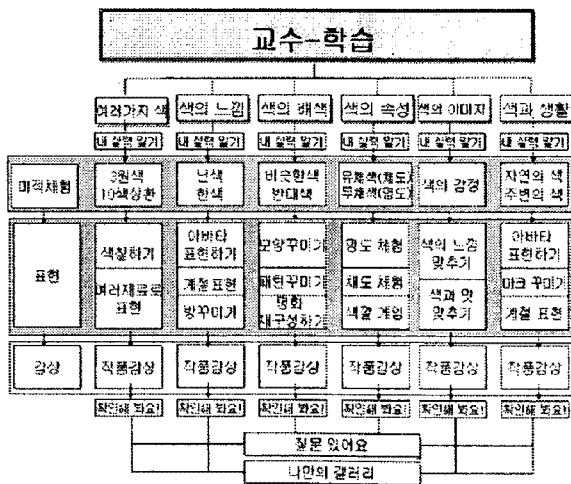 교수-학습
여러가지 색 색의 느낌 색의 배색 색의 속성 색의 이미지 색과 생활
내 실력 알기 내 실력 알기 내 실력 알기 내 실력 알기 내 실력 알기 내 실력 알기
미적체험
3원색
10색상환
난색
한색
비슷한색
반대색
유채색(채도)
무채색(명도)
색의 감정
자연의 색
주변의 색
표현
색칠하기
여러재료로
표현
아바타
표현하기
계절표현
방꾸미기
모양꾸미기
패턴꾸미기
명화
재구성하기
명도 체험
채도 체험
색활 게임
색의 느낌
맞추기
색과 맛
맞추기
아바타
표현하기
마크 꾸미기
계절 표현
감상 작품감상 작품감상 작품감상 작품감상 작품감상 작품감상
확인해 봐요! 확인해 봐요! 확인해 봐요! 확인해 봐요! 확인해 봐요! 확인해 봐요!
질문 있어요
나만의 갤러리